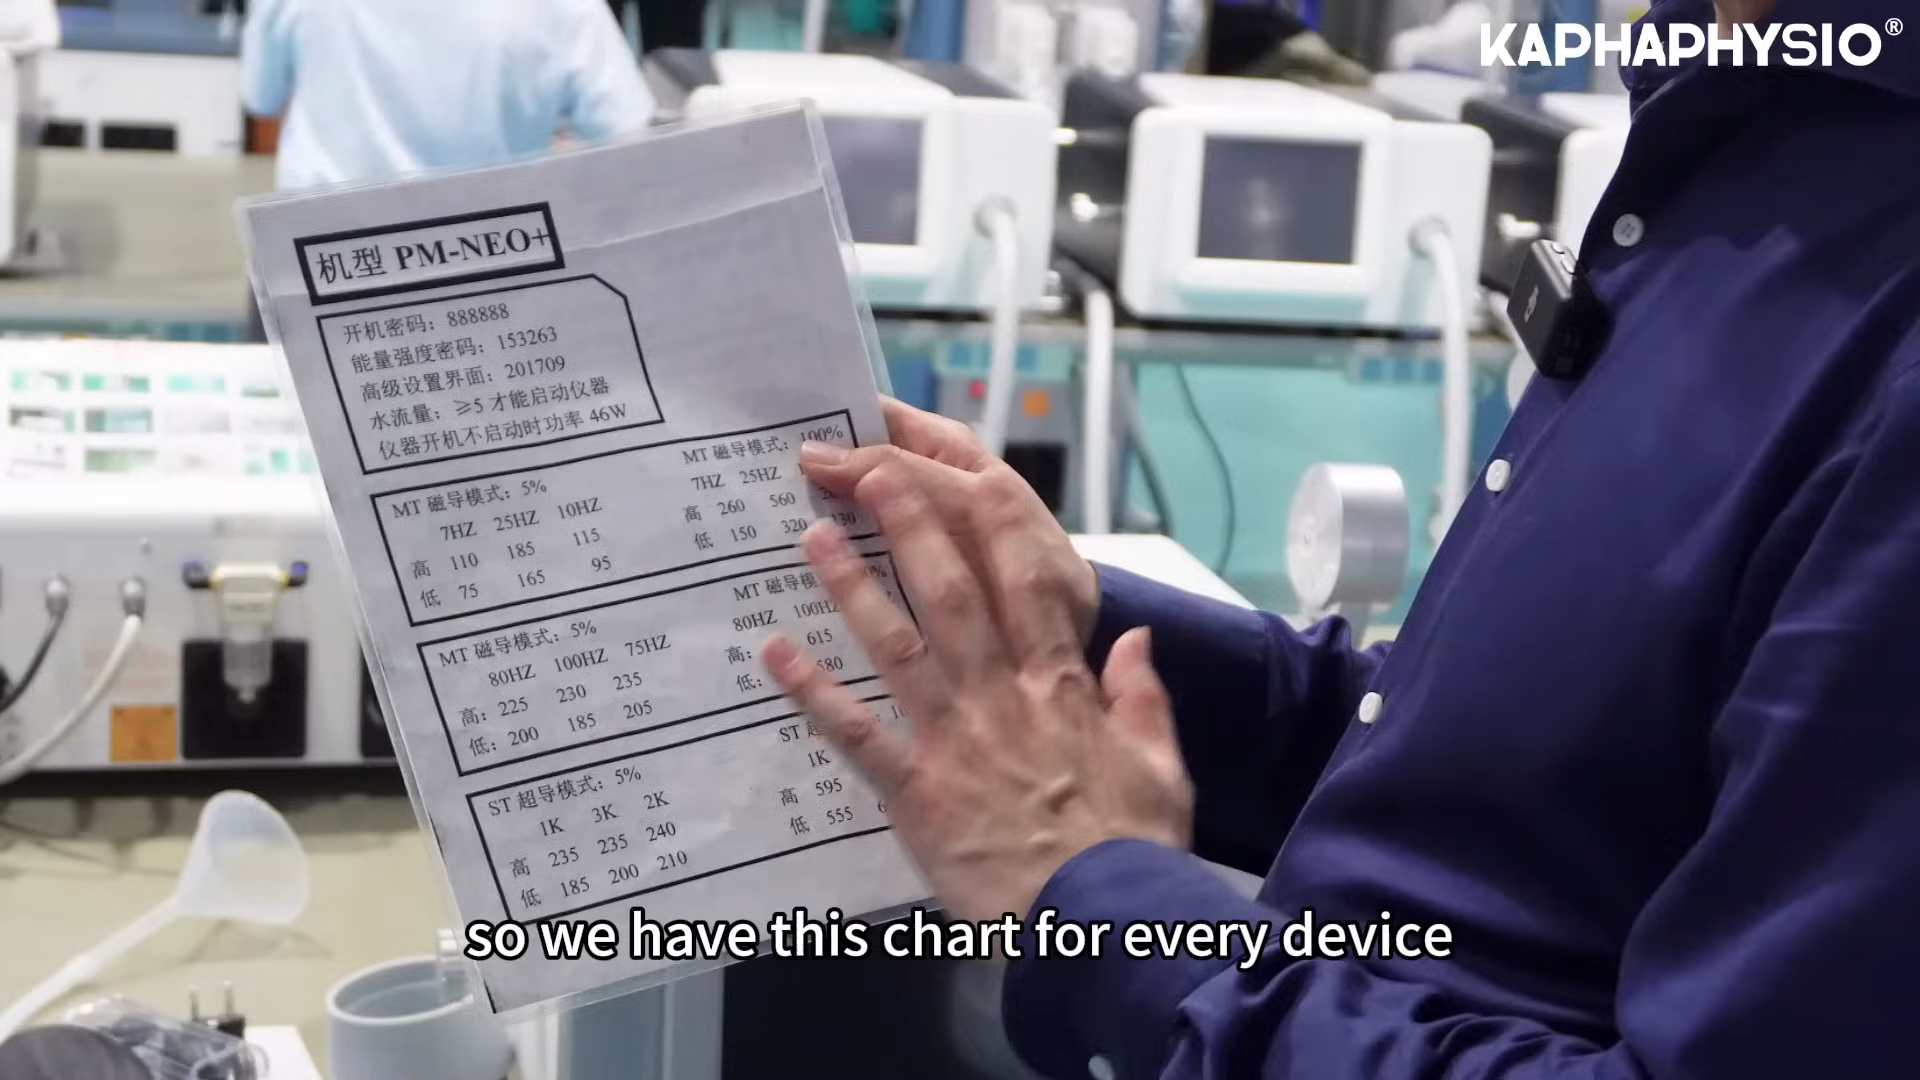 KAPHAPHYSIO®
机型 PM-NEO+
开机密码：888888
能量强度密码：153263
高级设置界面：201709
水流量：≥5 才能启动仪器
仪器开机不启动时功率 46W
MT 磁导模式：5%
7HZ 25HZ 10HZ
高 110 185 115
低 75 165 95
MT 磁导模式：100%
7HZ 25HZ
高 260 560
低 150 320
MT 磁导模式：5%
80HZ 100HZ 75HZ
高：225 230 235
低：200 185 205
MT 磁导模
80HZ 100HZ
高： 615
低： 580
ST 超导模式：5%
1K 3K 2K
高 235 235 240
低 185 200 210
ST 超
1K
高 595
低 555
so we have this chart for every device